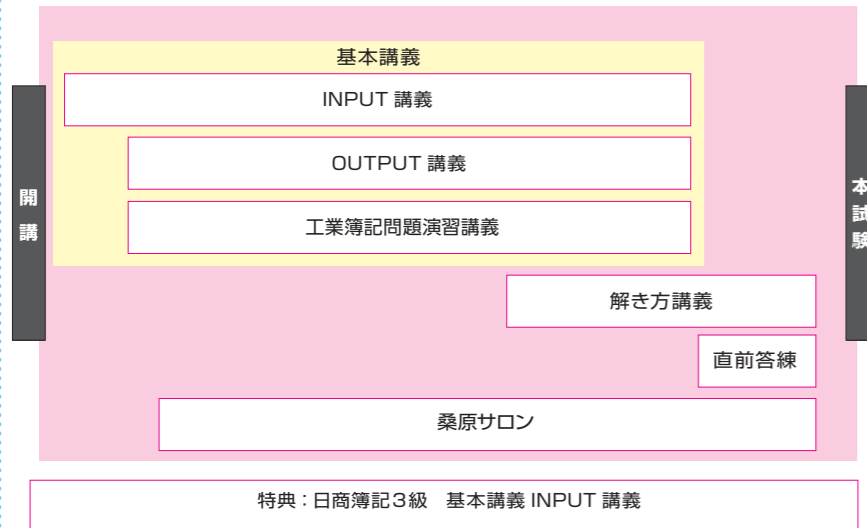 基本講義
INPUT 講義
OUTPUT 講義
工業簿記問題演習講義
開講
本試験
解き方講義
直前答練
桑原サロン
特典：日商簿記３級　基本講義 INPUT 講義